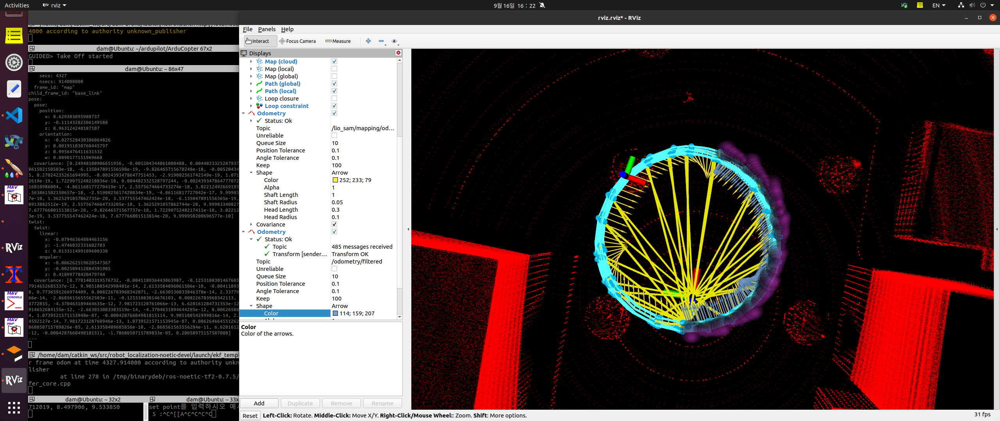 Activities
rviz
9월 16일 16 : 22
EN
rviz.rviz* - RViz
4000 according to authority unknown_publisher
dam@Ubuntu: ~/ardupilot/ArduCopter 67x2
GUIDED> Take Off started
dam@Ubuntu: ~ 86x47
secs: 4327
nsecs: 914000000
frame_id: "map"
child_frame_id: "base_link"
pose:
pose:
position:
x: 8.629303095988737
y: -0.11143282506149588
z: 8.963124248187107
orientation:
x: -0.027528430306064826
y: 0.001951038760445797
z: 0.9956476411631532
w: 0.0890177151969668
covariance: [0.24948108906651956, -0.005204344061808488, 0.00448233252879 37
861502150503e-18, -6.135047891556598e-19, -9.826465715678248e-18, -0.00520434
5, 0.27024235261694995, -0.0024393478647751453, -2.919002561742549e-19, 1.071
2619e-19, 1.7229075248218836e-18, 0.004482332528797244, -0.002439347864777072
16010986004, -4.861168177270419e-17, 2.5575674664733274e-18, 3.02212492669195
.563861502150657e-18, -2.9190025617428034e-19, -4.86116817727042e-17, 9.99983
7e-10, 1.3625291057862735e-20, 3.537755547462424e-18, -6.135047891556565e-19,
8913882512e-19, 2.5575674664733205e-18, 1.3625291057862744e-20, 9.99983340827
7.677766801513815e-20, -9.82646571567737e-18, 1.7229075248217411e-18, 3.02212
3e-19, 3.537755547462424e-18, 7.677766801513814e-20, 9.999950200696577e-10]
twist:
twist:
linear:
x: -0.07946364884463156
y: -1.4746032331602703
z: 0.013311499109600338
angular:
x: -0.006262519620547367
y: -0.002509412884591905
z: 0.41899778420479744
covariance: [0.7781403319576732, -0.004118936443063987, -0.1253108301467605
7914652685337e-12, 9.905108542998481e-14, 2.6133584896061506e-10, -0.00411893
8, 0.7736591266974409, 0.008226783968342071, -2.6630530833846378e-14, 2.33779
66e-14, -2.8685615655562503e-11, -0.12531083014676103, 0.008226783968342113,
3772855, -4.370463189464635e-12, 7.981723128761066e-13, 6.620161284731353e-12
914652684155e-12, -2.663053083383519e-14, -4.3704631894644285e-12, 0.00626588
4, 1.0739521571153948e-07, -0.00042876604981815114, 9.905108542999816e-14, 2.
4592127e-14, 7.981723128760946e-13, 1.0739521571153945e-07, 0.006264664551262
868050715789826e-05, 2.613358489605856e-10, -2.868561565556284e-11, 6.6201612
-12, -0.0004287660498181511, -1.7868050715789833e-05, 0.20058975157587008]
---
/home/dam/catkin_ws/src/robot_localization-noetic-devel/launch/ekf_templ
r frame odom at time 4327.914000 according to authority unkn
lisher
at line 278 in /tmp/binarydeb/ros-noetic-tf2-0.7.5/
fer_core.cpp
dam@Ubuntu: ~ 32x2
dam@Ubuntu: ~ 33x
712019, 8.497906, 9.533850
set point를 입력하시오 예시
5 :^C^[[A^C^C^C^C
MAV
MAP
RViz
MAV
CONSOLE
MAV
MAP
RViz
File Panels Help
Interact Focus Camera Measure
Displays
Map (cloud)
Map (local)
Map (global)
Path (global)
Path (local)
Loop closure
Loop constraint
Odometry
Status: Ok
Topic /lio_sam/mapping/od...
Unreliable
Queue Size 10
Position Tolerance 0.1
Angle Tolerance 0.1
Keep 100
Shape Arrow
Color 252; 233; 79
Alpha 1
Shaft Length 1
Shaft Radius 0.05
Head Length 0.3
Head Radius 0.1
Covariance
Odometry
Status: Ok
Topic 485 messages received
Transform [sender... Transform OK
Topic /odometry/filtered
Unreliable
Queue Size 10
Position Tolerance 0.1
Angle Tolerance 0.1
Keep 100
Shape Arrow
Color 114; 159; 207
Color
Color of the arrows.
Add Duplicate Remove Rename
Reset Left-Click: Rotate. Middle-Click: Move X/Y. Right-Click/Mouse Wheel:: Zoom. Shift: More options.
31 fps